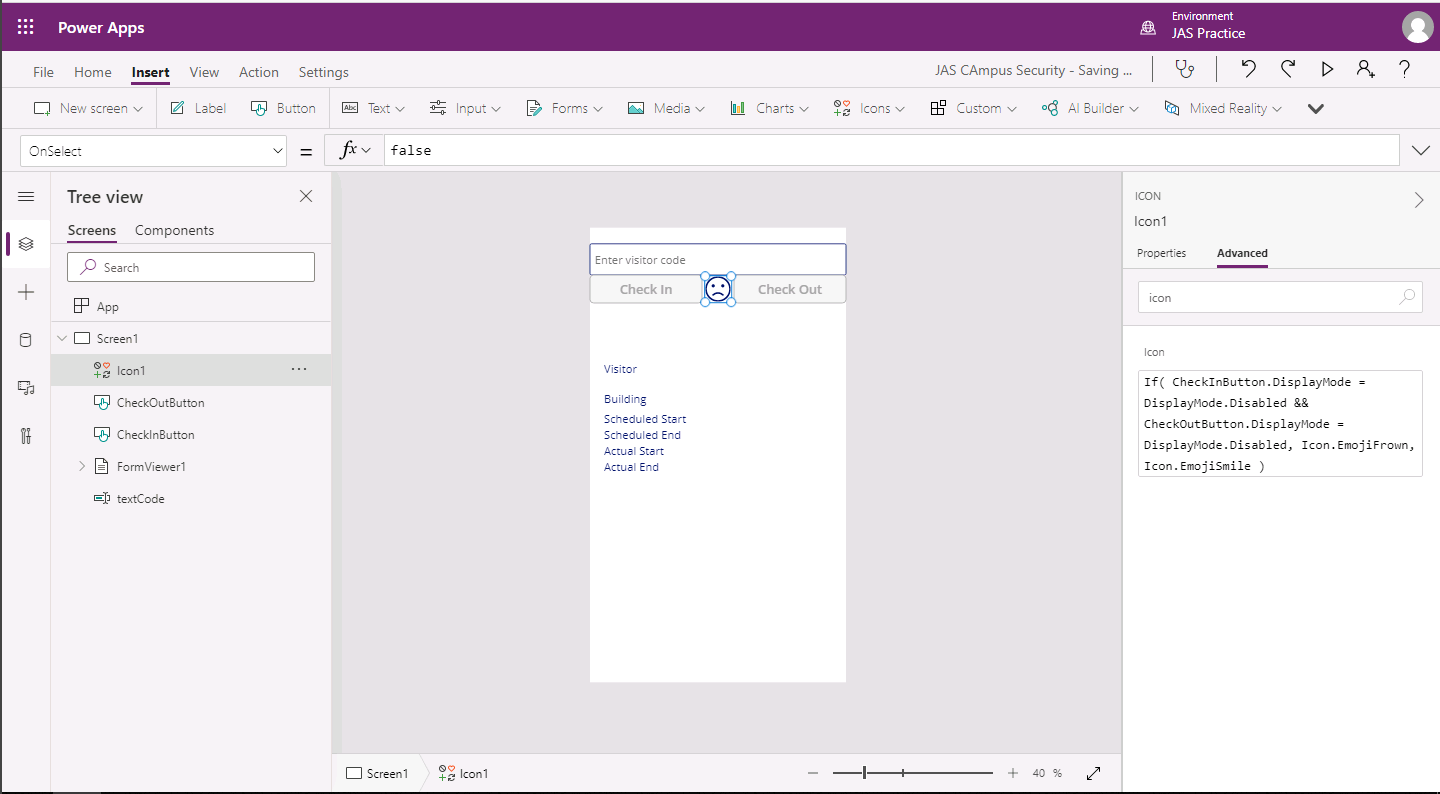 Power Apps
Environment
JAS Practice
File Home Insert View Action Settings
JAS CAmpus Security - Saving ...
New screen Label Button Text Input Forms Media Charts Icons Custom AI Builder Mixed Reality
OnSelect = fx false
Tree view
Screens Components
Search
App
Screen1
Icon1 ...
CheckOutButton
CheckInButton
FormViewer1
textCode
Enter visitor code
Check In Check Out
Visitor
Building
Scheduled Start
Scheduled End
Actual Start
Actual End
Screen1 Icon1
40 %
ICON
Icon1
Properties Advanced
icon
Icon
If( CheckInButton.DisplayMode =
DisplayMode.Disabled &&
CheckOutButton.DisplayMode =
DisplayMode.Disabled, Icon.EmojiFrown,
Icon.EmojiSmile )